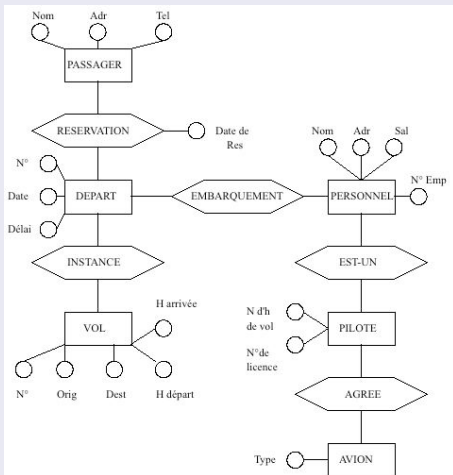 Nom
Adr
Tel
PASSAGER
RESERVATION
Date de
Res
Nom
Adr
Sal
N°
N° Emp
Date
DEPART
EMBARQUEMENT
PERSONNEL
Délai
INSTANCE
EST-UN
H arrivée
N d'h
de vol
VOL
PILOTE
N°de
licence
N°
Orig
Dest
H départ
AGREE
Type
AVION